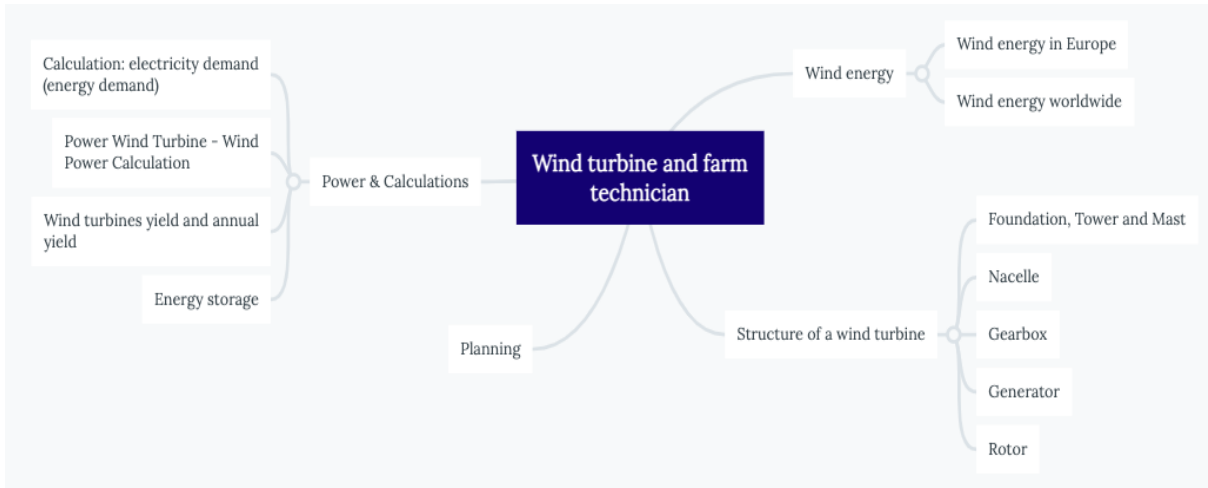 Wind turbine and farm
technician
Wind energy
Wind energy in Europe
Wind energy worldwide
Structure of a wind turbine
Foundation, Tower and Mast
Nacelle
Gearbox
Generator
Rotor
Planning
Power & Calculations
Calculation: electricity demand
(energy demand)
Power Wind Turbine - Wind
Power Calculation
Wind turbines yield and annual
yield
Energy storage